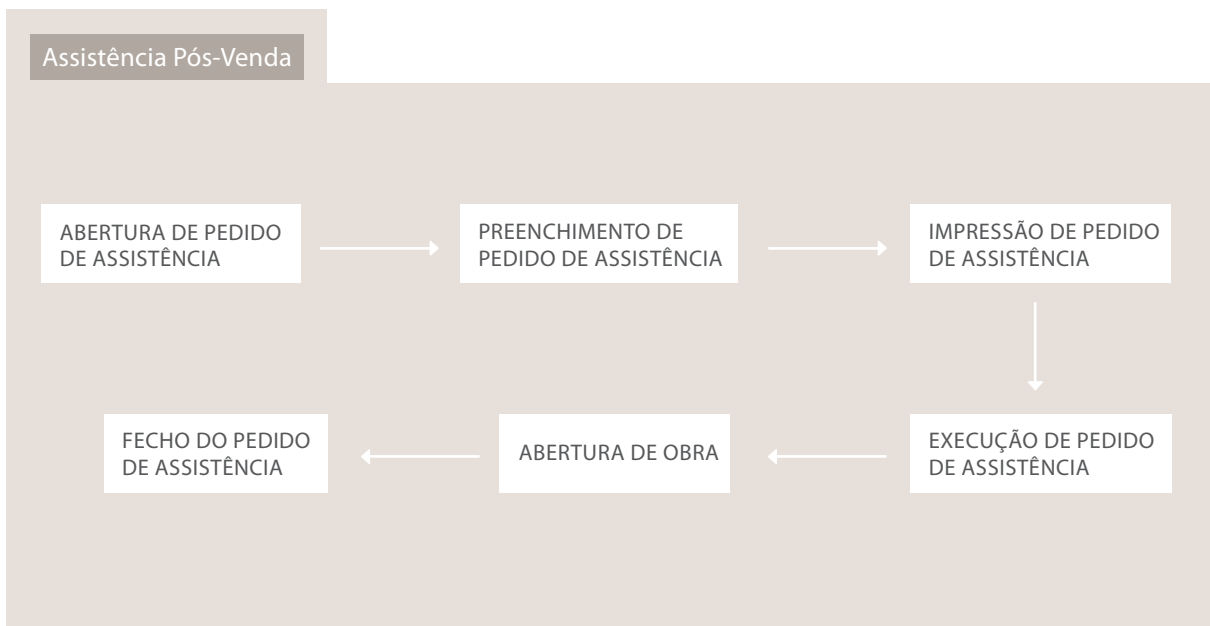 Assistência Pós-Venda
ABERTURA DE PEDIDO
DE ASSISTÊNCIA
PREENCHIMENTO DE
PEDIDO DE ASSISTÊNCIA
IMPRESSÃO DE PEDIDO
DE ASSISTÊNCIA
EXECUÇÃO DE PEDIDO
DE ASSISTÊNCIA
ABERTURA DE OBRA
FECHO DO PEDIDO
DE ASSISTÊNCIA